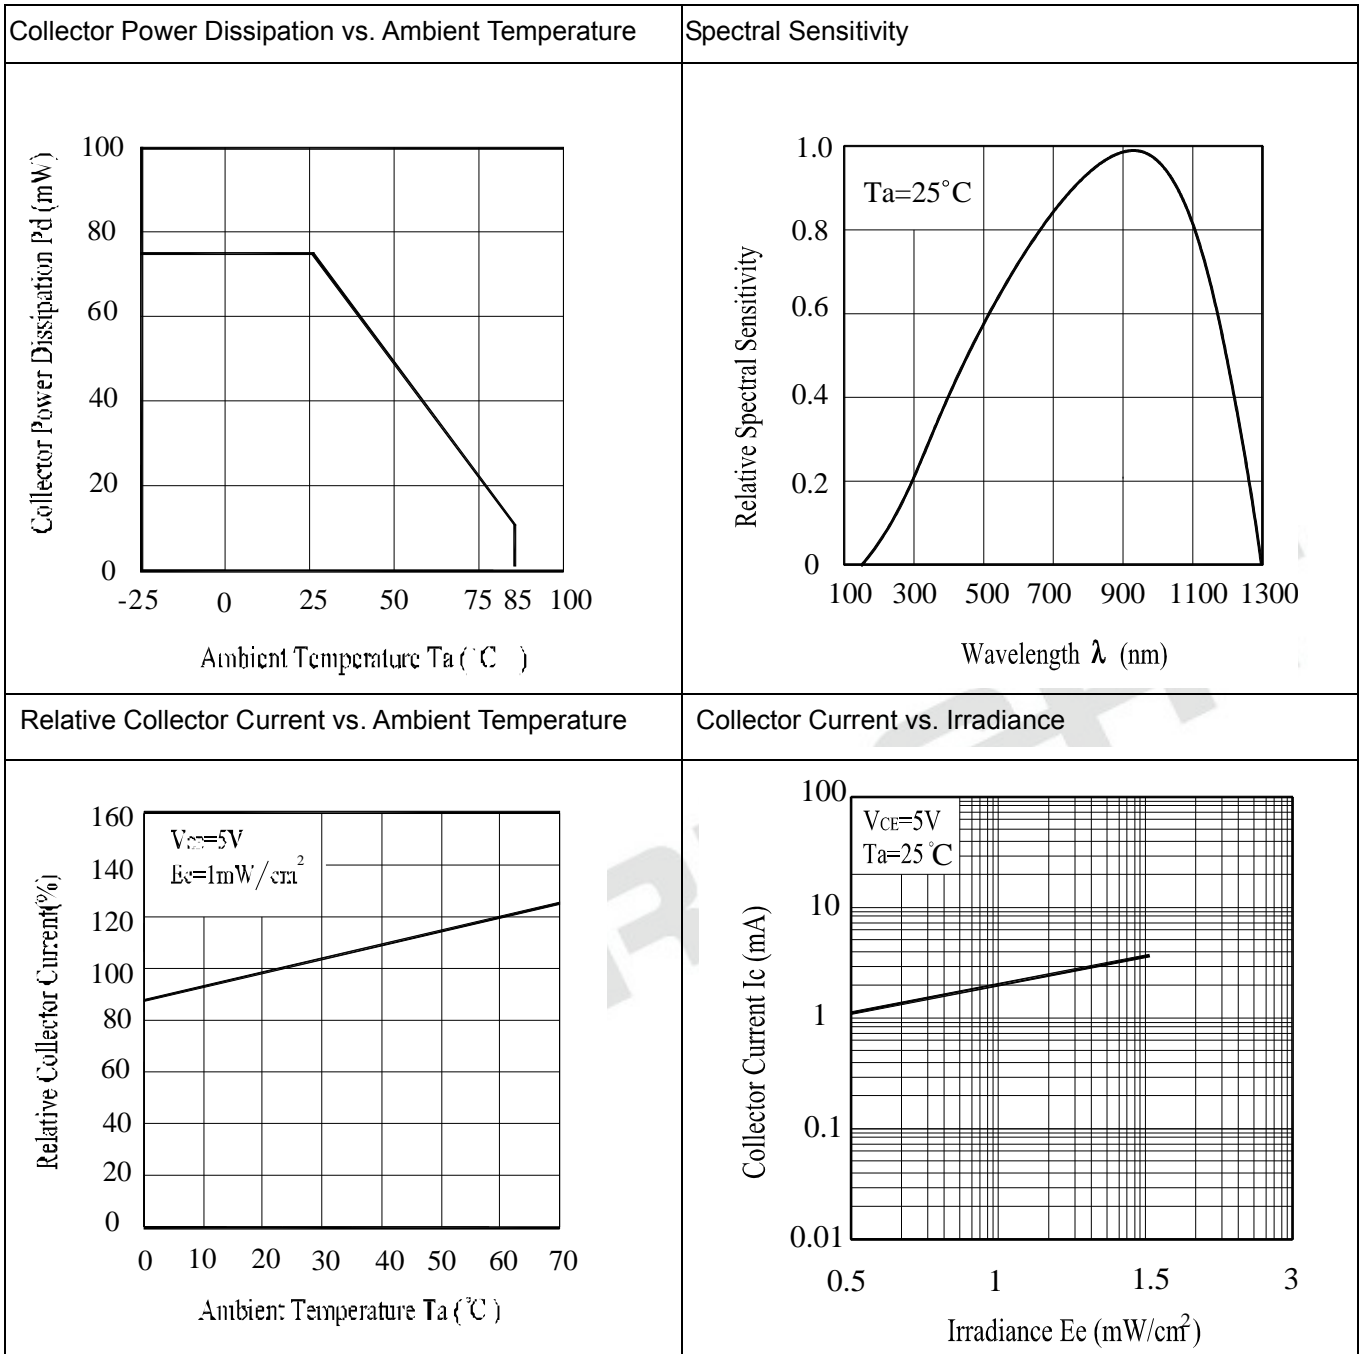 Collector Power Dissipation vs. Ambient Temperature
Spectral Sensitivity
Collector Power Dissipation Pd (mW)
100
80
60
40
20
0
-25 0 25 50 75 85 100
Ambient Temperature Ta (°C )
Relative Spectral Sensitivity
1.0
0.8
0.6
0.4
0.2
0
Ta=25°C
100 300 500 700 900 1100 1300
Wavelength λ (nm)
Relative Collector Current vs. Ambient Temperature
Collector Current vs. Irradiance
Relative Collector Current(%)
160
140
120
100
80
60
40
20
0
VCE=5V
Ee=1mW/cm²
0 10 20 30 40 50 60 70
Ambient Temperature Ta (°C )
Collector Current Ic (mA)
100
10
1
0.1
0.01
VCE=5V
Ta=25 °C
0.5 1 1.5 3
Irradiance Ee (mW/cm²)